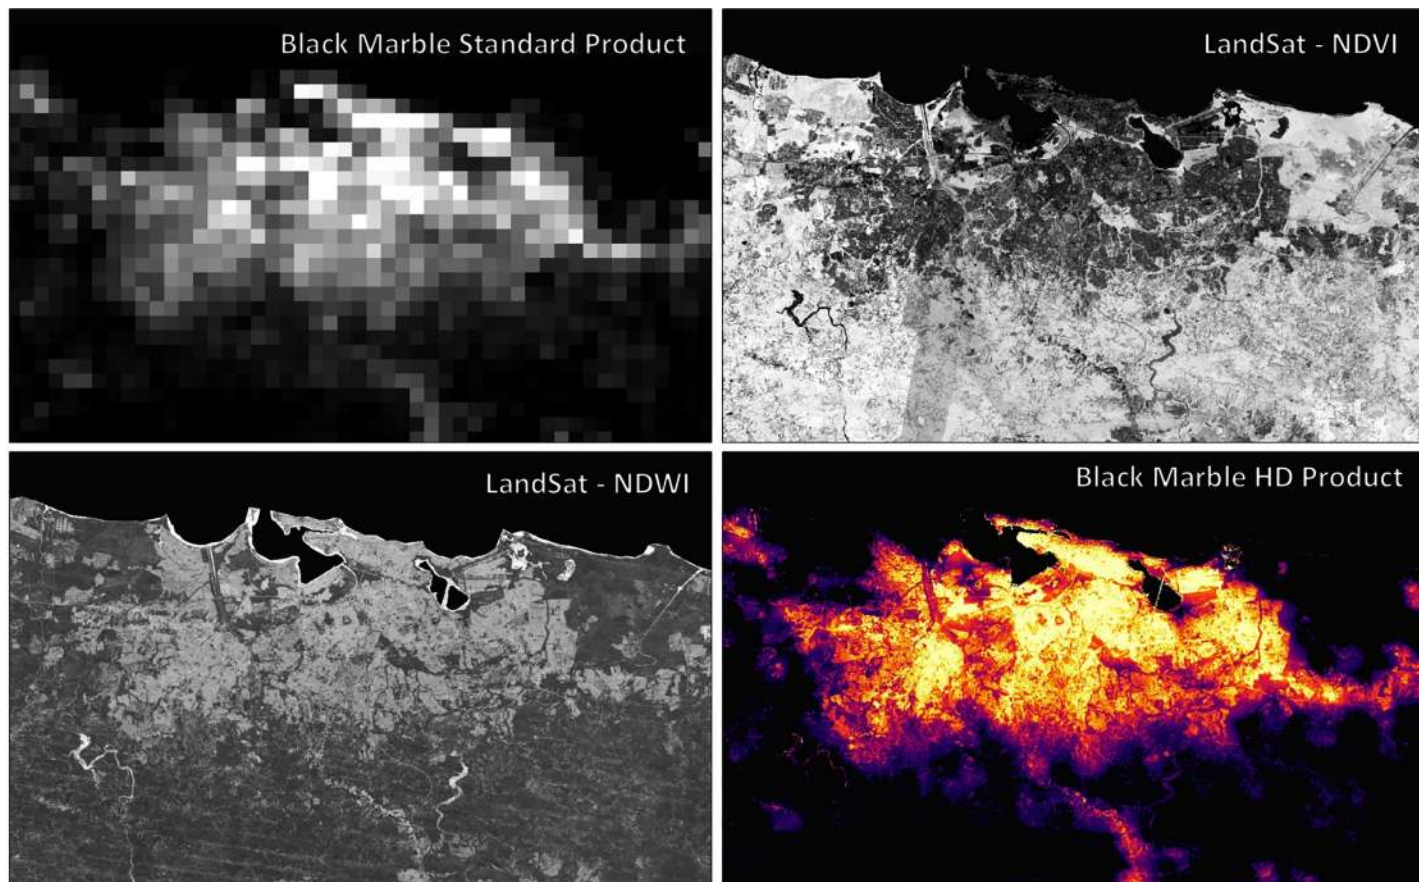 Black Marble Standard Product
LandSat - NDVI
LandSat - NDWI
Black Marble HD Product